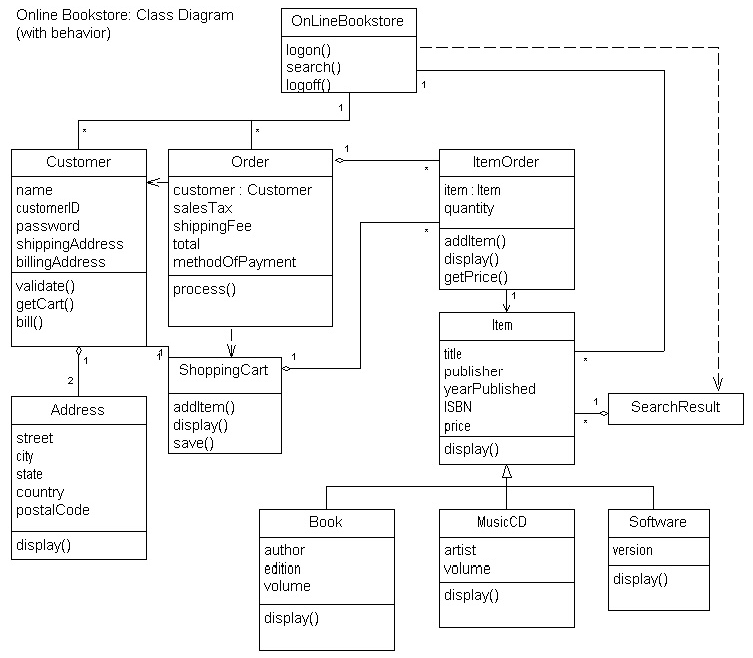 Online Bookstore: Class Diagram
(with behavior)
OnLineBookstore
logon()
search()
logoff()
1
1
*
*
Customer
name
customerID
password
shippingAddress
billingAddress
validate()
getCart()
bill()
Order
customer : Customer
salesTax
shippingFee
total
methodOfPayment
process()
1
*
ItemOrder
item : Item
quantity
addItem()
display()
getPrice()
*
1
1
2
1
1
ShoppingCart
addItem()
display()
save()
1
Item
title
publisher
yearPublished
ISBN
price
display()
*
1
*
SearchResult
Address
street
city
state
country
postalCode
display()
Book
author
edition
volume
display()
MusicCD
artist
volume
display()
Software
version
display()